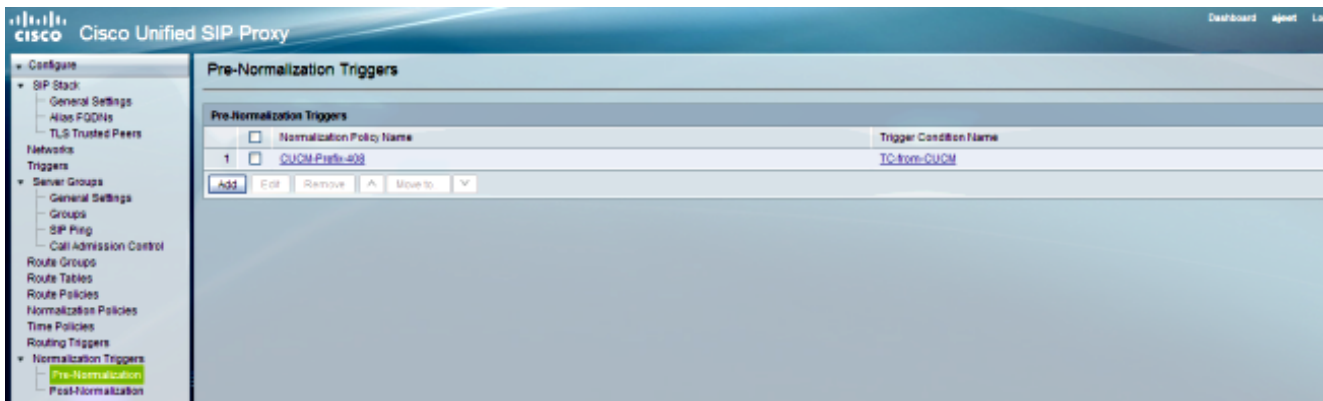 CISCO Cisco Unified SIP Proxy
Dashboard ajeet
Configure
SIP Stack
General Settings
Alias FQDNs
TLS Trusted Peers
Networks
Triggers
Server Groups
General Settings
Groups
SIP Ping
Call Admission Control
Route Groups
Route Tables
Route Policies
Normalization Policies
Time Policies
Routing Triggers
Normalization Triggers
Pre-Normalization
Post-Normalization
Pre-Normalization Triggers
Pre-Normalization Triggers
Normalization Policy Name Trigger Condition Name
1 CUCM-Prefix-408 TC-from-CUCM
Add Edit Remove Move to